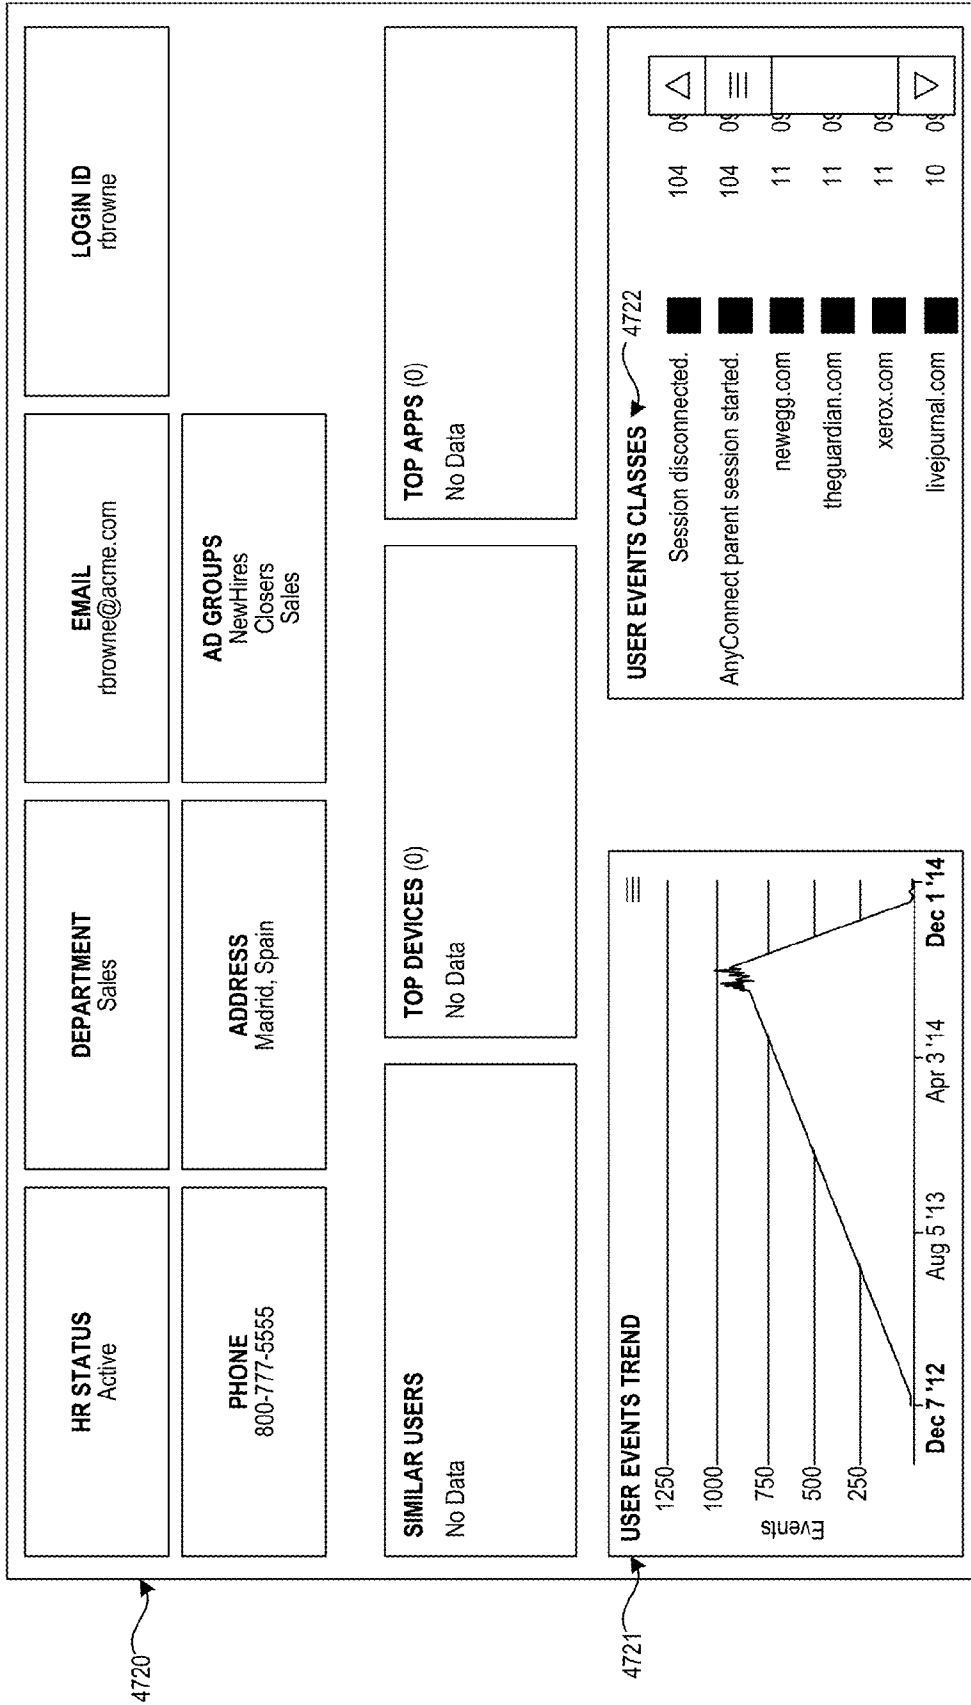 4720
HR STATUS
Active
DEPARTMENT
Sales
EMAIL
rbrowne@acme.com
LOGIN ID
rbrowne
PHONE
800-777-5555
ADDRESS
Madrid, Spain
AD GROUPS
NewHires
Closers
Sales
SIMILAR USERS
No Data
TOP DEVICES (0)
No Data
TOP APPS (0)
No Data
4721
USER EVENTS TREND
1250
1000
750
500
250
Events
Dec 7 '12
Aug 5 '13
Apr 3 '14
Dec 1 '14
USER EVENTS CLASSES
4722
Session disconnected. 104
AnyConnect parent session started. 104
newegg.com 11
theguardian.com 11
xerox.com 11
livejournal.com 10